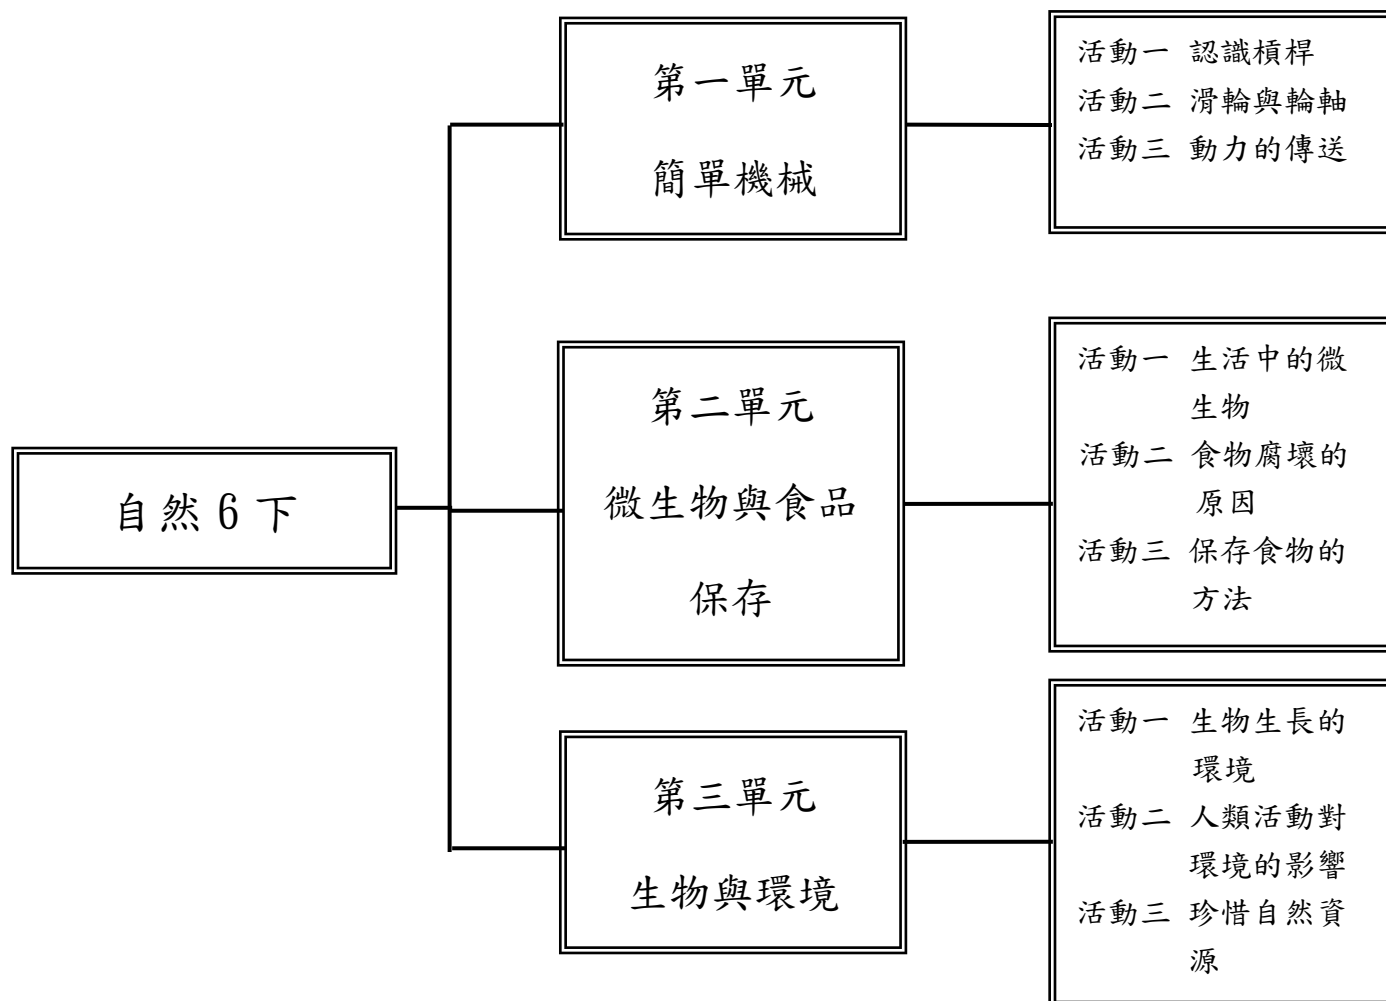 自然6下
第一單元
簡單機械
活動一 認識槓桿
活動二 滑輪與輪軸
活動三 動力的傳送
第二單元
微生物與食品
保存
活動一 生活中的微
生物
活動二 食物腐壞的
原因
活動三 保存食物的
方法
第三單元
生物與環境
活動一 生物生長的
環境
活動二 人類活動對
環境的影響
活動三 珍惜自然資
源